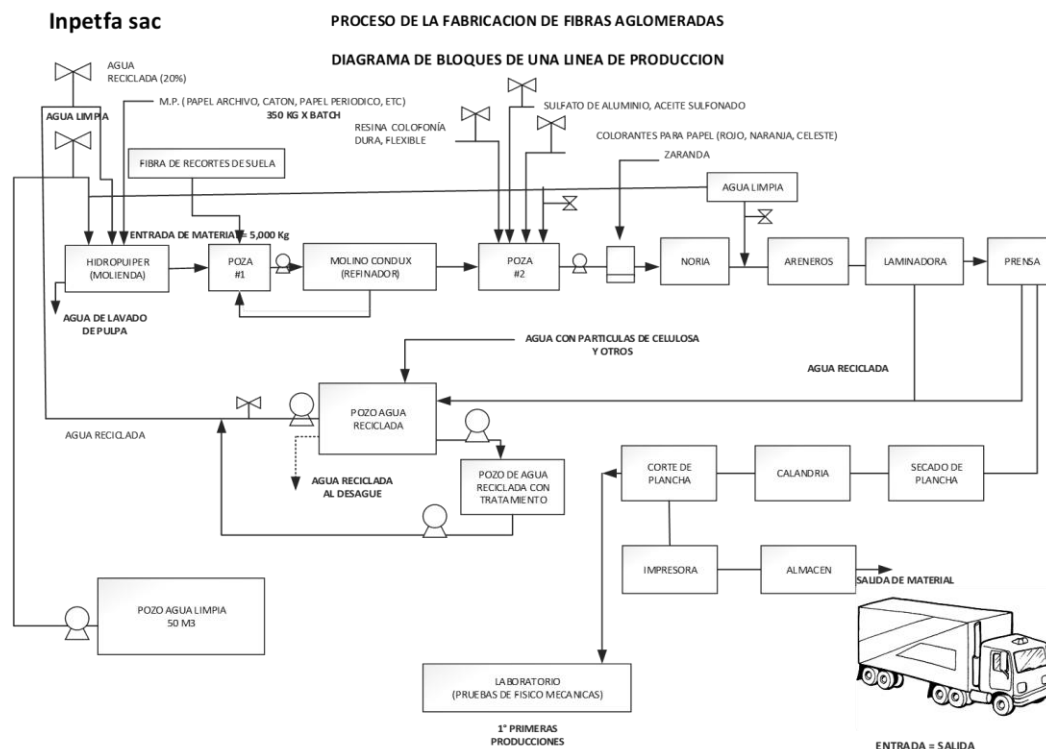 Inpetfa sac
PROCESO DE LA FABRICACION DE FIBRAS AGLOMERADAS
DIAGRAMA DE BLOQUES DE UNA LINEA DE PRODUCCION
AGUA
RECICLADA (20%)
AGUA LIMPIA
M.P. ( PAPEL ARCHIVO, CATON, PAPEL PERIODICO, ETC)
350 KG X BATCH
RESINA COLOFONÍA
DURA, FLEXIBLE
SULFATO DE ALUMINIO, ACEITE SULFONADO
COLORANTES PARA PAPEL (ROJO, NARANJA, CELESTE)
ZARANDA
FIBRA DE RECORTES DE SUELA
AGUA LIMPIA
ENTRADA DE MATERIAL = 5,000 Kg
HIDROPULPER
(MOLIENDA)
POZA
#1
MOLINO CONDUX
(REFINADOR)
POZA
#2
NORIA
ARENEROS
LAMINADORA
PRENSA
AGUA DE LAVADO
DE PULPA
AGUA CON PARTICULAS DE CELULOSA
Y OTROS
AGUA RECICLADA
POZO AGUA
RECICLADA
AGUA RECICLADA
AGUA RECICLADA
AL DESAGUE
POZO DE AGUA
RECICLADA CON
TRATAMIENTO
CORTE DE
PLANCHA
CALANDRIA
SECADO DE
PLANCHA
IMPRESORA
ALMACEN
SALIDA DE MATERIAL
POZO AGUA LIMPIA
50 M3
LABORATORIO
(PRUEBAS DE FISICO MECANICAS)
1° PRIMERAS
PRODUCCIONES
ENTRADA = SALIDA